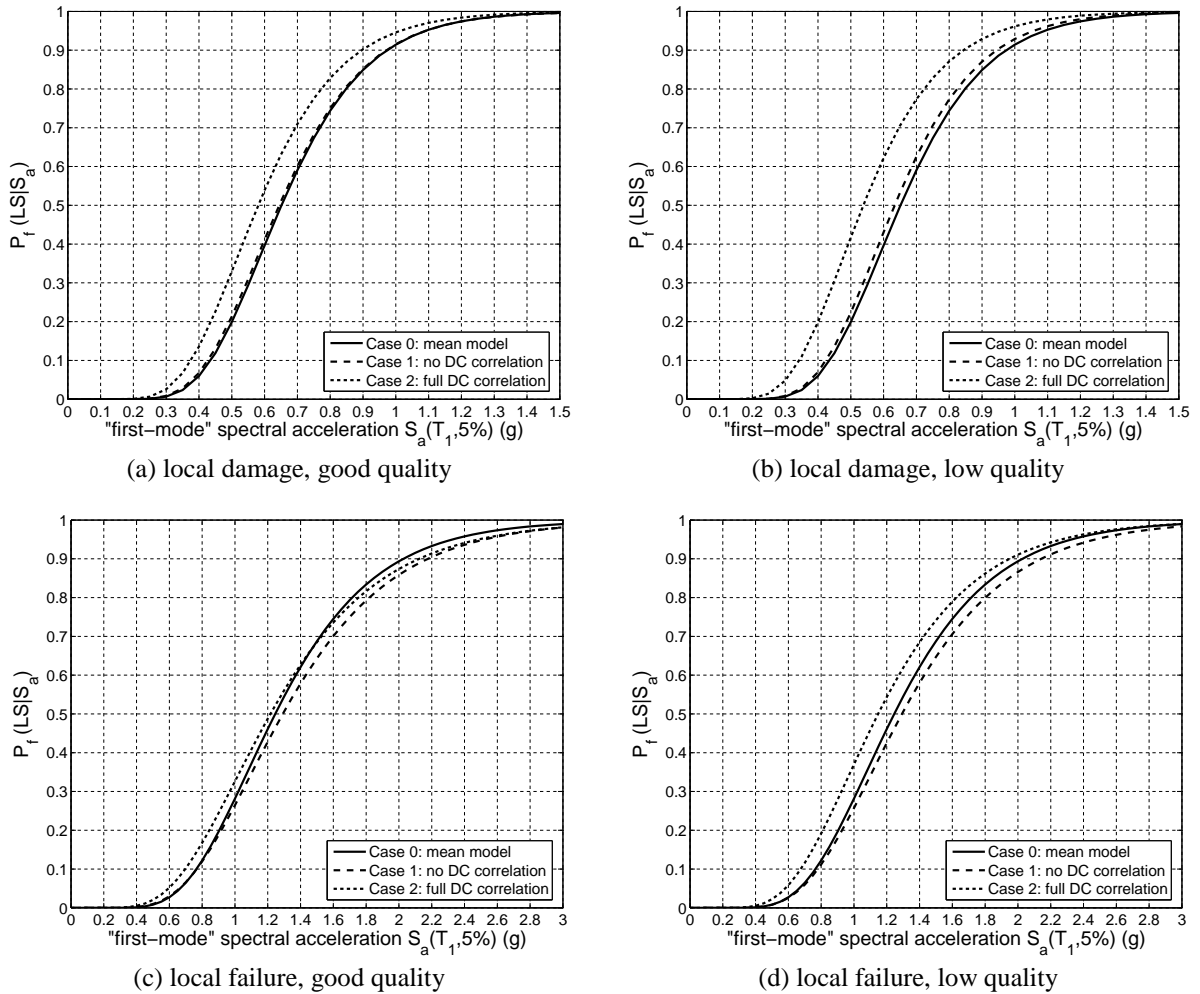 1
0.9
0.8
0.7
0.6
0.5
0.4
0.3
0.2
0.1
0
P_f (LS|S_a)
Case 0: mean model
Case 1: no DC correlation
Case 2: full DC correlation
0 0.1 0.2 0.3 0.4 0.5 0.6 0.7 0.8 0.9 1 1.1 1.2 1.3 1.4 1.5
"first−mode" spectral acceleration S_a(T_1,5%) (g)
(a) local damage, good quality
1
0.9
0.8
0.7
0.6
0.5
0.4
0.3
0.2
0.1
0
P_f (LS|S_a)
Case 0: mean model
Case 1: no DC correlation
Case 2: full DC correlation
0 0.1 0.2 0.3 0.4 0.5 0.6 0.7 0.8 0.9 1 1.1 1.2 1.3 1.4 1.5
"first−mode" spectral acceleration S_a(T_1,5%) (g)
(b) local damage, low quality
1
0.9
0.8
0.7
0.6
0.5
0.4
0.3
0.2
0.1
0
P_f (LS|S_a)
Case 0: mean model
Case 1: no DC correlation
Case 2: full DC correlation
0 0.2 0.4 0.6 0.8 1 1.2 1.4 1.6 1.8 2 2.2 2.4 2.6 2.8 3
"first−mode" spectral acceleration S_a(T_1,5%) (g)
(c) local failure, good quality
1
0.9
0.8
0.7
0.6
0.5
0.4
0.3
0.2
0.1
0
P_f (LS|S_a)
Case 0: mean model
Case 1: no DC correlation
Case 2: full DC correlation
0 0.2 0.4 0.6 0.8 1 1.2 1.4 1.6 1.8 2 2.2 2.4 2.6 2.8 3
"first−mode" spectral acceleration S_a(T_1,5%) (g)
(d) local failure, low quality